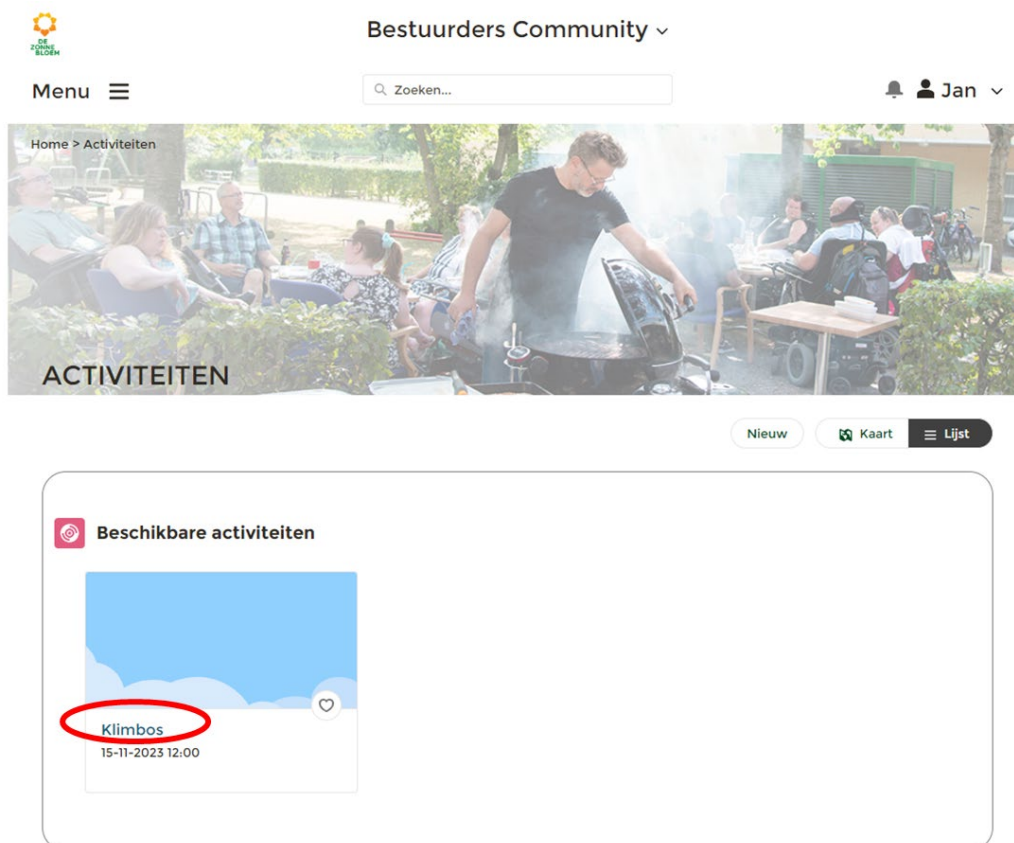 DE
ZONNE
BLOEM
Bestuurders Community
Menu
Zoeken...
Jan
Home > Activiteiten
ACTIVITEITEN
Nieuw
Kaart
Lijst
Beschikbare activiteiten
Klimbos
15-11-2023 12:00